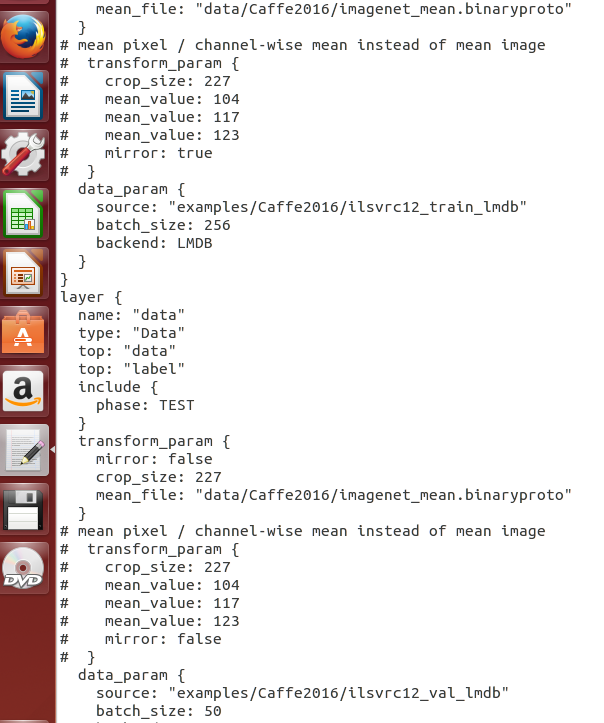 mean_file: "data/Caffe2016/imagenet_mean.binaryproto"
  }
# mean pixel / channel-wise mean instead of mean image
#  transform_param {
#    crop_size: 227
#    mean_value: 104
#    mean_value: 117
#    mean_value: 123
#    mirror: true
#  }
  data_param {
    source: "examples/Caffe2016/ilsvrc12_train_lmdb"
    batch_size: 256
    backend: LMDB
  }
}
layer {
  name: "data"
  type: "Data"
  top: "data"
  top: "label"
  include {
    phase: TEST
  }
  transform_param {
    mirror: false
    crop_size: 227
    mean_file: "data/Caffe2016/imagenet_mean.binaryproto"
  }
# mean pixel / channel-wise mean instead of mean image
#  transform_param {
#    crop_size: 227
#    mean_value: 104
#    mean_value: 117
#    mean_value: 123
#    mirror: false
#  }
  data_param {
    source: "examples/Caffe2016/ilsvrc12_val_lmdb"
    batch_size: 50
A
a
DVD